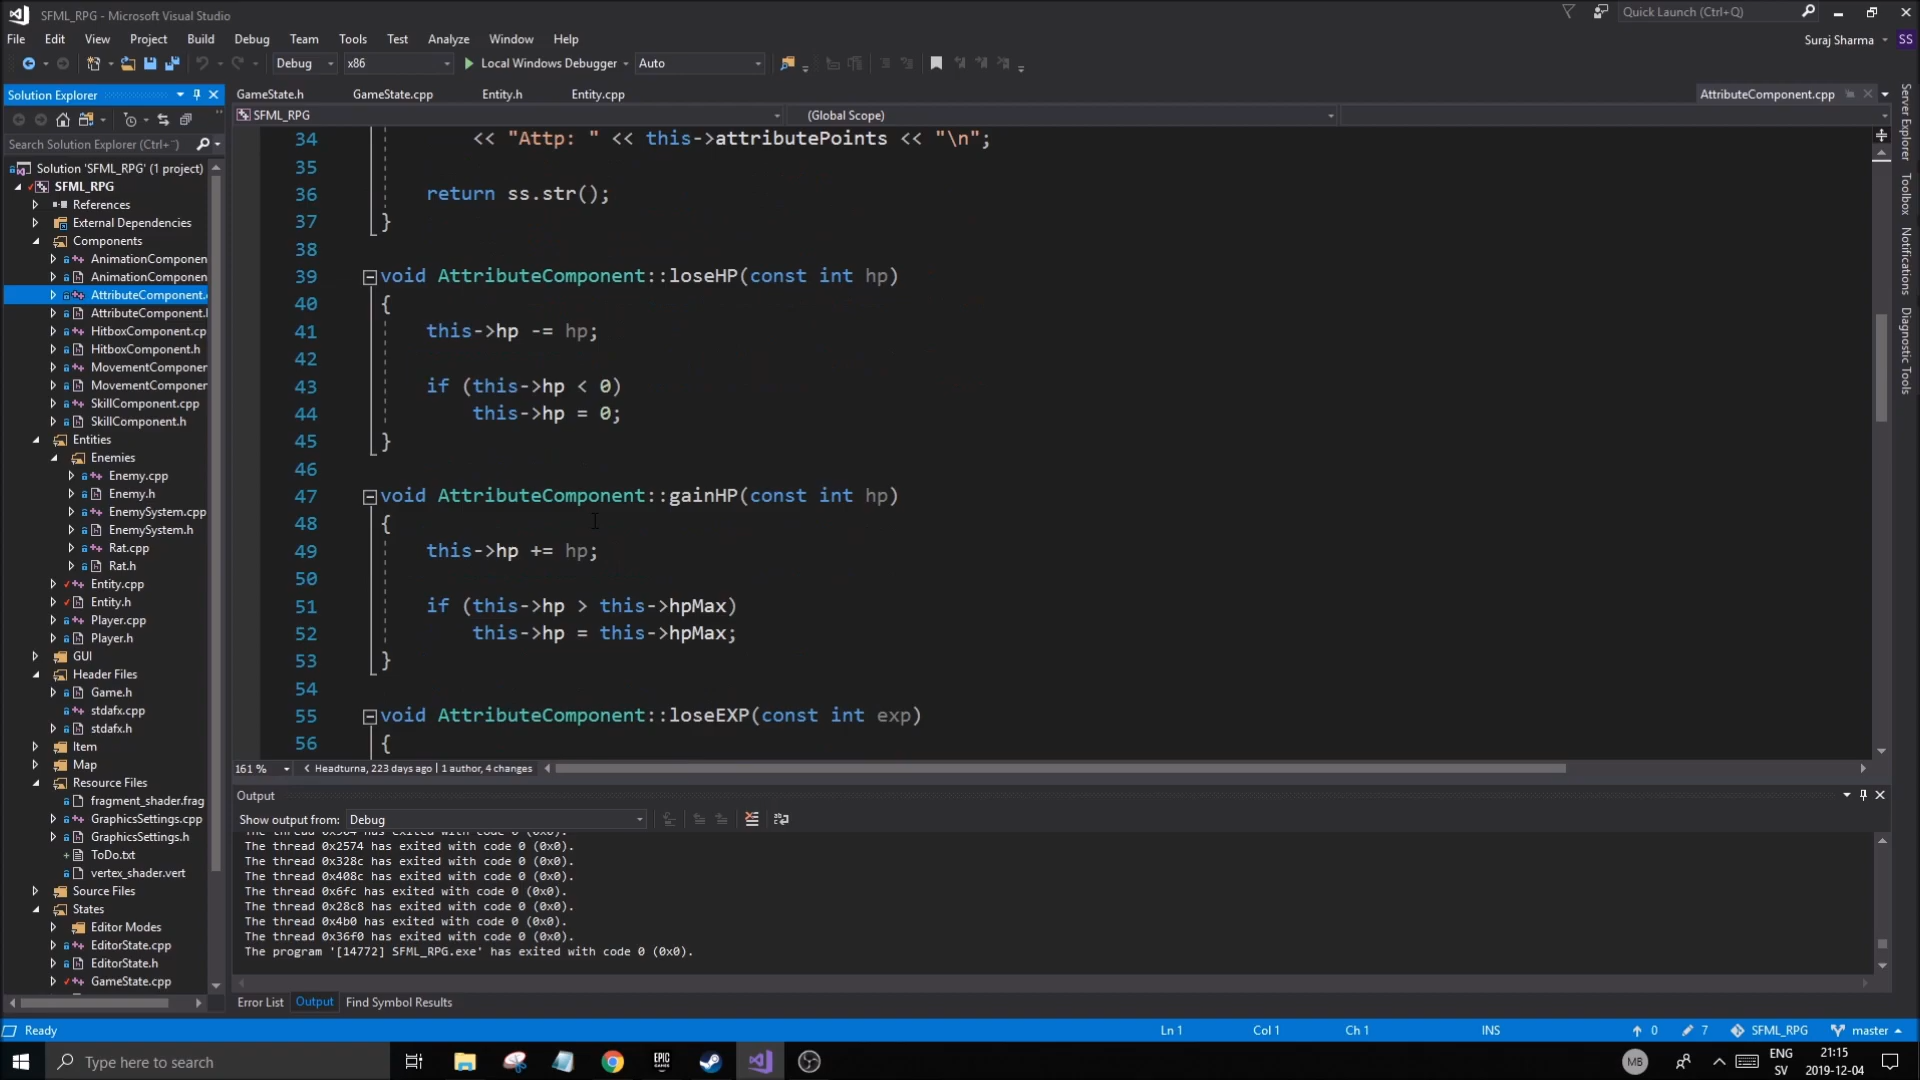 SFML_RPG - Microsoft Visual Studio
Quick Launch (Ctrl+Q)
File Edit View Project Build Debug Team Tools Test Analyze Window Help
Suraj Sharma SS
Debug x86 Local Windows Debugger Auto
Solution Explorer
GameState.h GameState.cpp Entity.h Entity.cpp AttributeComponent.cpp
SFML_RPG (Global Scope)
Search Solution Explorer (Ctrl+¨)
Solution 'SFML_RPG' (1 project)
SFML_RPG
References
External Dependencies
Components
AnimationComponen
AnimationComponen
AttributeComponent.
AttributeComponent.
HitboxComponent.cp
HitboxComponent.h
MovementComponer
MovementComponer
SkillComponent.cpp
SkillComponent.h
Entities
Enemies
Enemy.cpp
Enemy.h
EnemySystem.cpp
EnemySystem.h
Rat.cpp
Rat.h
Entity.cpp
Entity.h
Player.cpp
Player.h
GUI
Header Files
Game.h
stdafx.cpp
stdafx.h
Item
Map
Resource Files
fragment_shader.frag
GraphicsSettings.cpp
GraphicsSettings.h
ToDo.txt
vertex_shader.vert
Source Files
States
Editor Modes
EditorState.cpp
EditorState.h
GameState.cpp
34 << "Attp: " << this->attributePoints << "\n";
35
36 return ss.str();
37 }
38
39 void AttributeComponent::loseHP(const int hp)
40 {
41 this->hp -= hp;
42
43 if (this->hp < 0)
44 this->hp = 0;
45 }
46
47 void AttributeComponent::gainHP(const int hp)
48 {
49 this->hp += hp;
50
51 if (this->hp > this->hpMax)
52 this->hp = this->hpMax;
53 }
54
55 void AttributeComponent::loseEXP(const int exp)
56 {
161 % Headturna, 223 days ago | 1 author, 4 changes
Output
Show output from: Debug
The thread 0x2574 has exited with code 0 (0x0).
The thread 0x328c has exited with code 0 (0x0).
The thread 0x408c has exited with code 0 (0x0).
The thread 0x6fc has exited with code 0 (0x0).
The thread 0x28c8 has exited with code 0 (0x0).
The thread 0x4b0 has exited with code 0 (0x0).
The thread 0x36f0 has exited with code 0 (0x0).
The program '[14772] SFML_RPG.exe' has exited with code 0 (0x0).
Error List Output Find Symbol Results
Server Explorer
Toolbox
Notifications
Diagnostic Tools
Ready Ln 1 Col 1 Ch 1 INS 0 7 SFML_RPG master
Type here to search
EPIC GAMES
MB
ENG
SV
21:15
2019-12-04